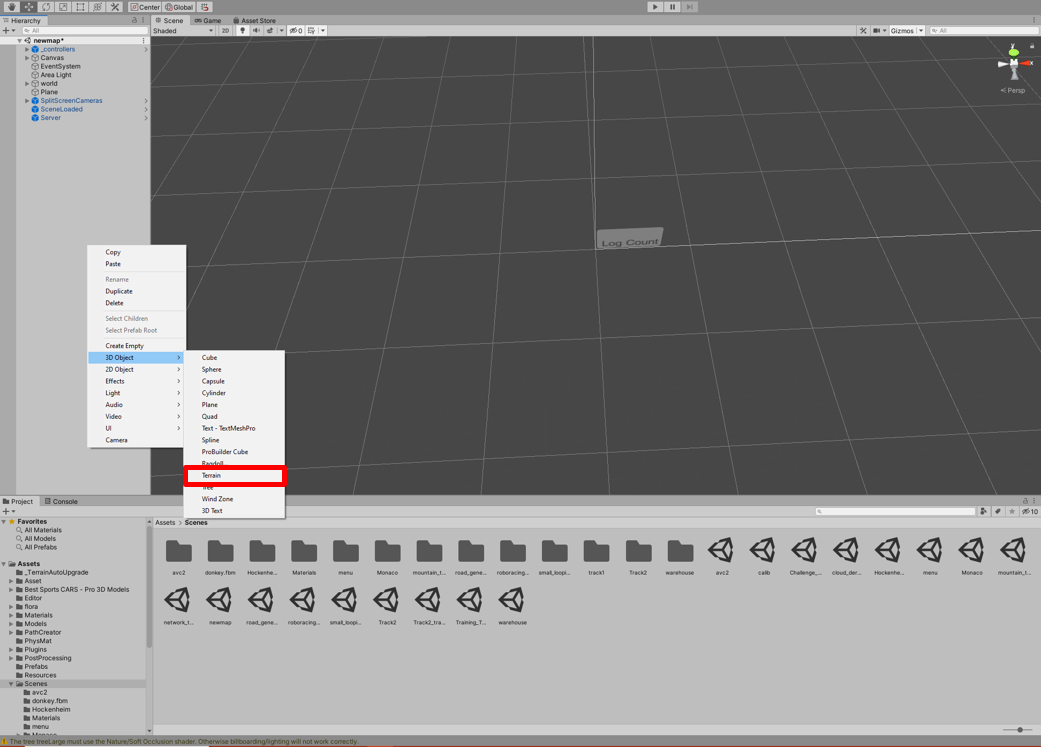 Center Global
Hierarchy
Scene Game Asset Store
All
Shaded 2D 0 Gizmos All
newmap*
_controllers
Canvas
EventSystem
Area Light
world
Plane
SplitScreenCameras
SceneLoaded
Server
y
x
Persp
Log Count
Copy
Paste
Rename
Duplicate
Delete
Select Children
Select Prefab Root
Create Empty
3D Object
2D Object
Effects
Light
Audio
Video
UI
Camera
Cube
Sphere
Capsule
Cylinder
Plane
Quad
Text - TextMeshPro
Spline
ProBuilder Cube
Ragdoll...
Terrain
Tree
Wind Zone
3D Text
Project Console
10
Favorites
All Materials
All Models
All Prefabs
Assets
_TerrainAutoUpgrade
Asset
Best Sports CARS - Pro 3D Models
Editor
flora
Materials
Models
PathCreator
PhysMat
Plugins
PostProcessing
Prefabs
Resources
Scenes
avc2
donkey.fbm
Hockenheim
Materials
menu
Monaco
Assets > Scenes
avc2 donkey.fbm Hockenhe... Materials menu Monaco mountain_t... road_gene... roboracing... small_loopi... track1 Track2 warehouse avc2 calib Challenge_... cloud_der... Hockenhe... menu Monaco mountain_t...
network_t... newmap road_gene... roboracing... small_loopi... Track2 Track2_tra... Training_T... warehouse
The tree treeLarge must use the Nature/Soft Occlusion shader. Otherwise billboarding/lighting will not work correctly.